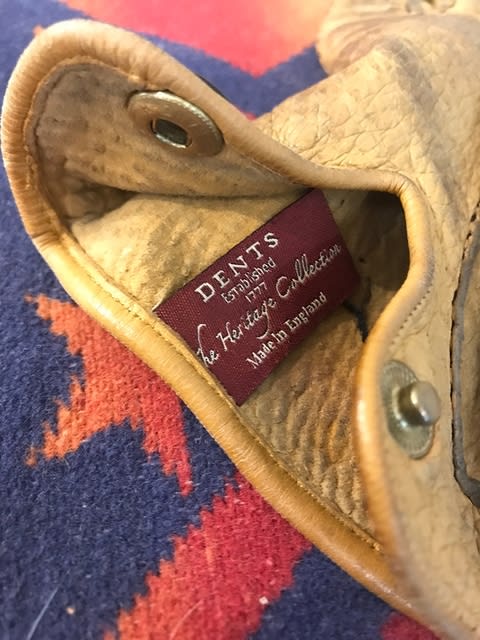 DENTS
Established
1777
The Heritage Collection
Made in England